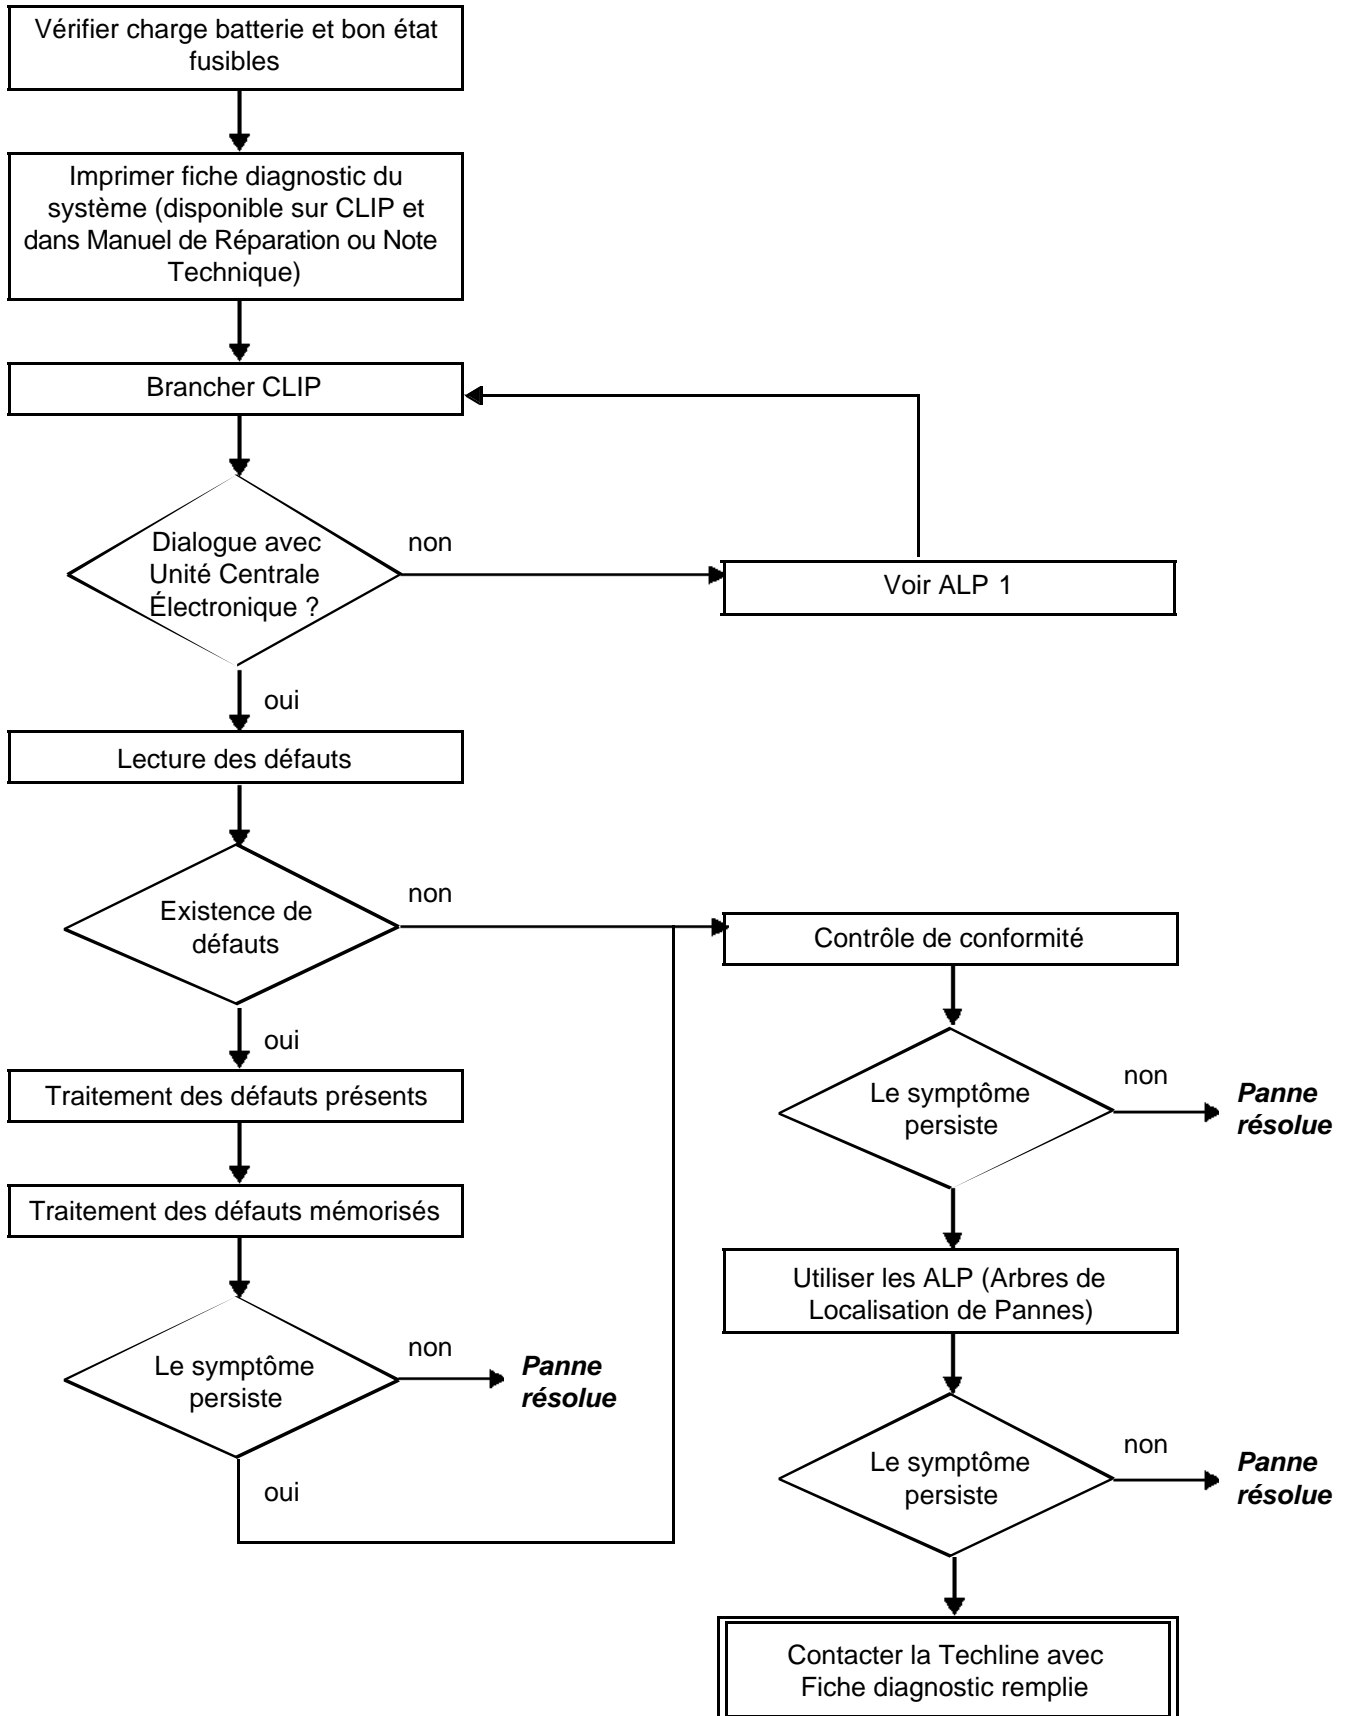 Vérifier charge batterie et bon état
fusibles
Imprimer fiche diagnostic du
système (disponible sur CLIP et
dans Manuel de Réparation ou Note
Technique)
Brancher CLIP
Dialogue avec
Unité Centrale
Électronique ?
non
Voir ALP 1
oui
Lecture des défauts
Existence de
défauts
non
Contrôle de conformité
oui
Traitement des défauts présents
Le symptôme
persiste
non
Panne
résolue
Traitement des défauts mémorisés
Utiliser les ALP (Arbres de
Localisation de Pannes)
Le symptôme
persiste
non
Panne
résolue
oui
Le symptôme
persiste
non
Panne
résolue
Contacter la Techline avec
Fiche diagnostic remplie